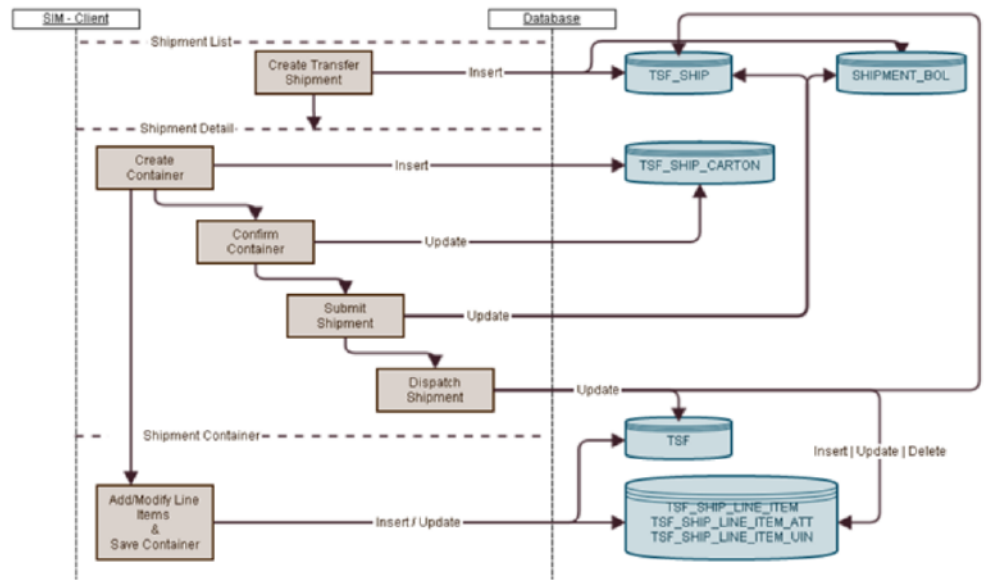 SIM - Client
Database
Shipment List
Create Transfer
Shipment
Insert
TSF_SHIP
SHIPMENT_BOL
Shipment Detail
Create
Container
Insert
TSF_SHIP_CARTON
Confirm
Container
Update
Submit
Shipment
Update
Dispatch
Shipment
Update
Shipment Container
TSF
Insert | Update | Delete
Add/Modify Line
Items
&
Save Container
Insert / Update
TSF_SHIP_LINE_ITEM
TSF_SHIP_LINE_ITEM_ATT
TSF_SHIP_LINE_ITEM_UIN